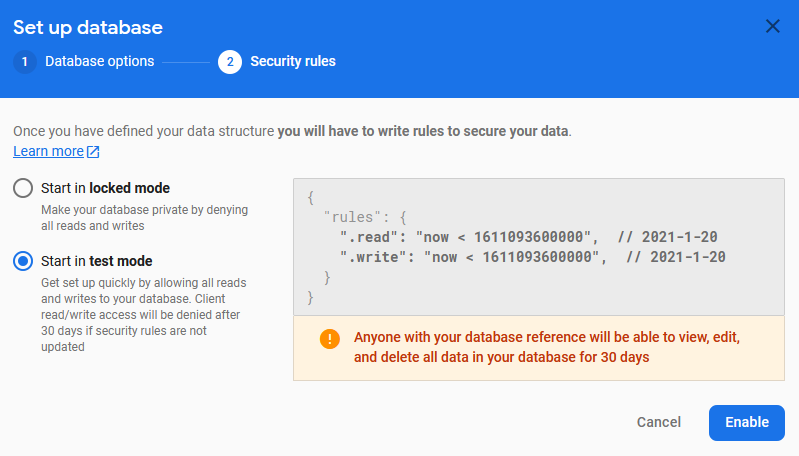 Set up database
1 Database options
2 Security rules
Once you have defined your data structure you will have to write rules to secure your data.
Learn more
Start in locked mode
Make your database private by denying
all reads and writes
Start in test mode
Get set up quickly by allowing all reads
and writes to your database. Client
read/write access will be denied after
30 days if security rules are not
updated
{
  "rules": {
    ".read": "now < 1611093600000",  // 2021-1-20
    ".write": "now < 1611093600000",  // 2021-1-20
  }
}
! Anyone with your database reference will be able to view, edit,
and delete all data in your database for 30 days
Cancel
Enable